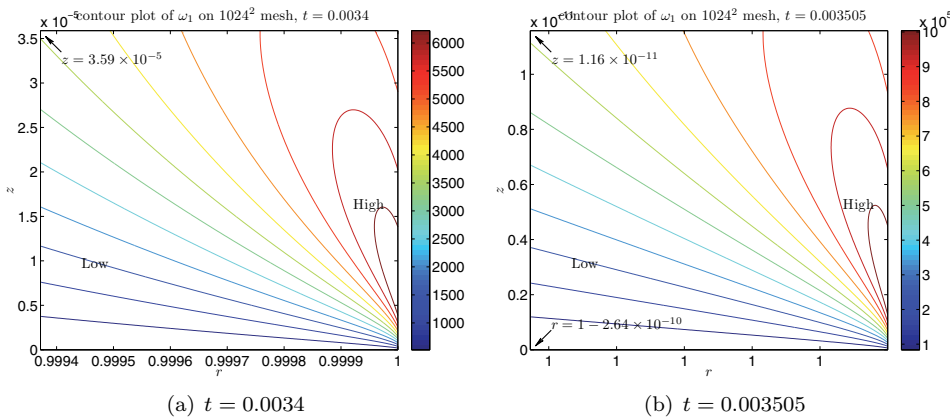 x 10⁻⁵
contour plot of ω₁ on 1024² mesh, t = 0.0034
z = 3.59 × 10⁻⁵
3.5
3
2.5
2
1.5
1
0.5
0
z
High
Low
0.9994 0.9995 0.9996 0.9997 0.9998 0.9999 1
r
6000
5500
5000
4500
4000
3500
3000
2500
2000
1500
1000
(a) t = 0.0034
x 10⁻¹¹
contour plot of ω₁ on 1024² mesh, t = 0.003505
z = 1.16 × 10⁻¹¹
1
0.8
0.6
0.4
0.2
0
z
High
Low
r = 1 − 2.64 × 10⁻¹⁰
1 1 1 1 1
r
x 10⁵
10
9
8
7
6
5
4
3
2
1
(b) t = 0.003505